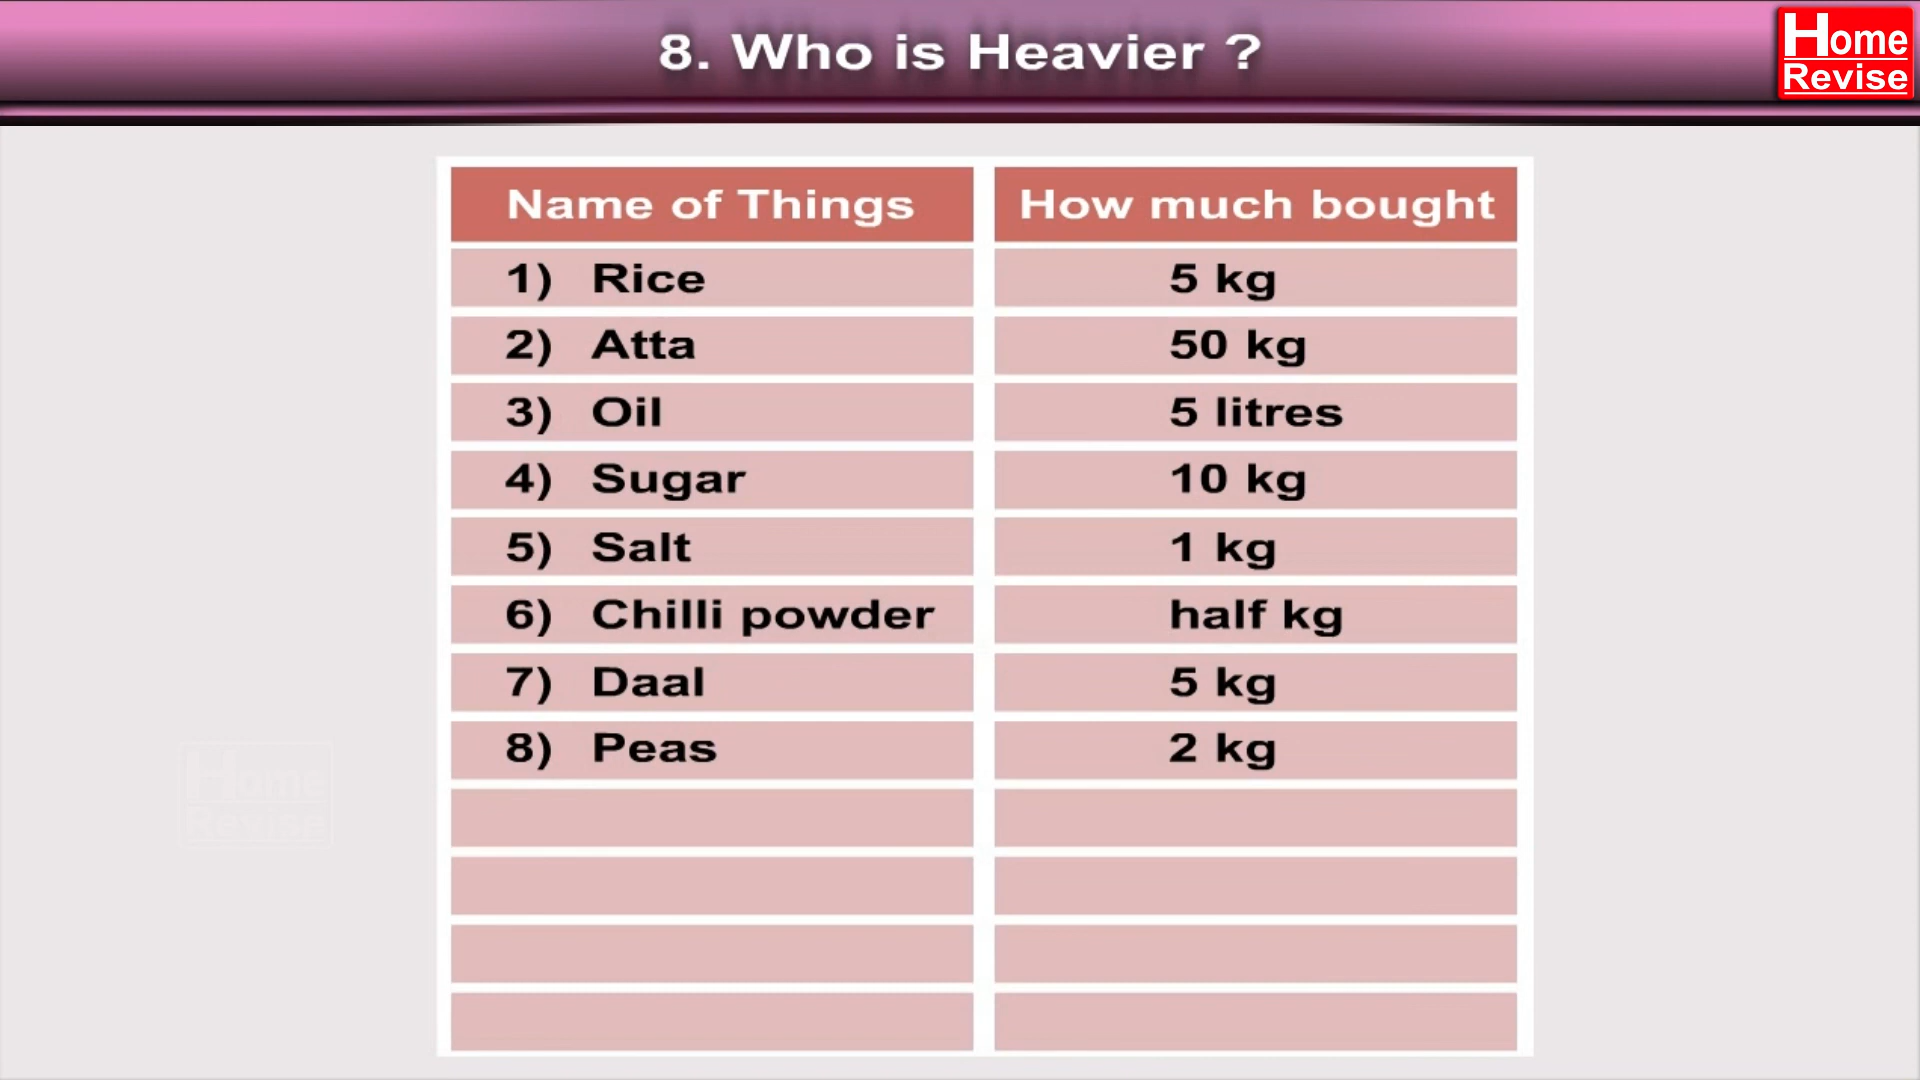 8. Who is Heavier ?
Home
Revise
Name of Things How much bought
1) Rice 5 kg
2) Atta 50 kg
3) Oil 5 litres
4) Sugar 10 kg
5) Salt 1 kg
6) Chilli powder half kg
7) Daal 5 kg
8) Peas 2 kg
Home
Revise